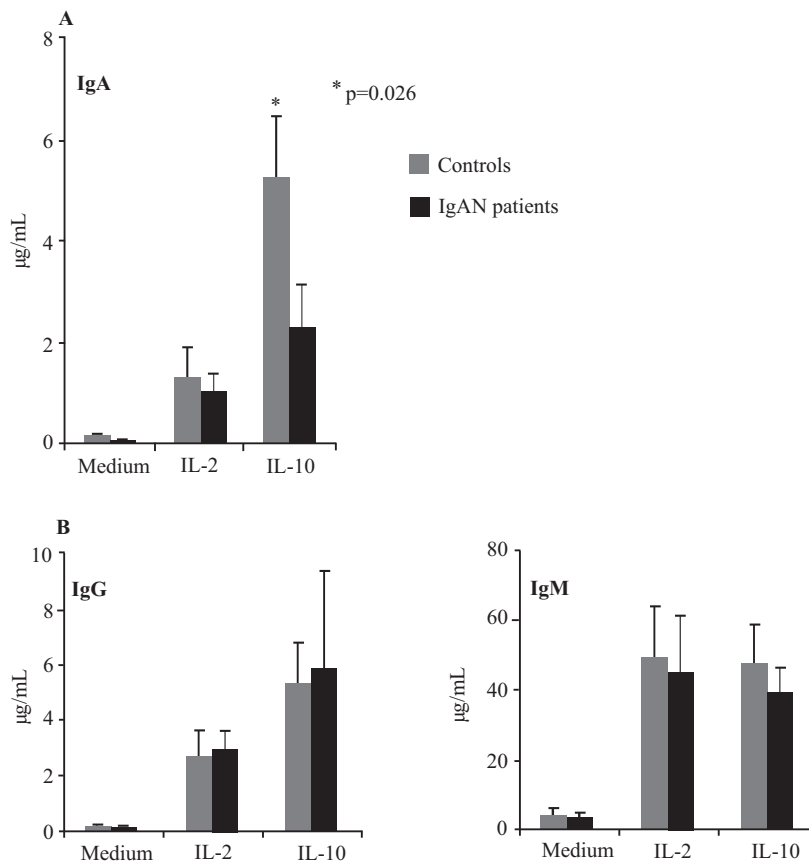 A
8
6
4
2
0
µg/mL
IgA
*
* p=0.026
Controls
IgAN patients
Medium IL-2 IL-10
B
10
8
6
4
2
0
µg/mL
IgG
Medium IL-2 IL-10
80
60
40
20
0
µg/mL
IgM
Medium IL-2 IL-10